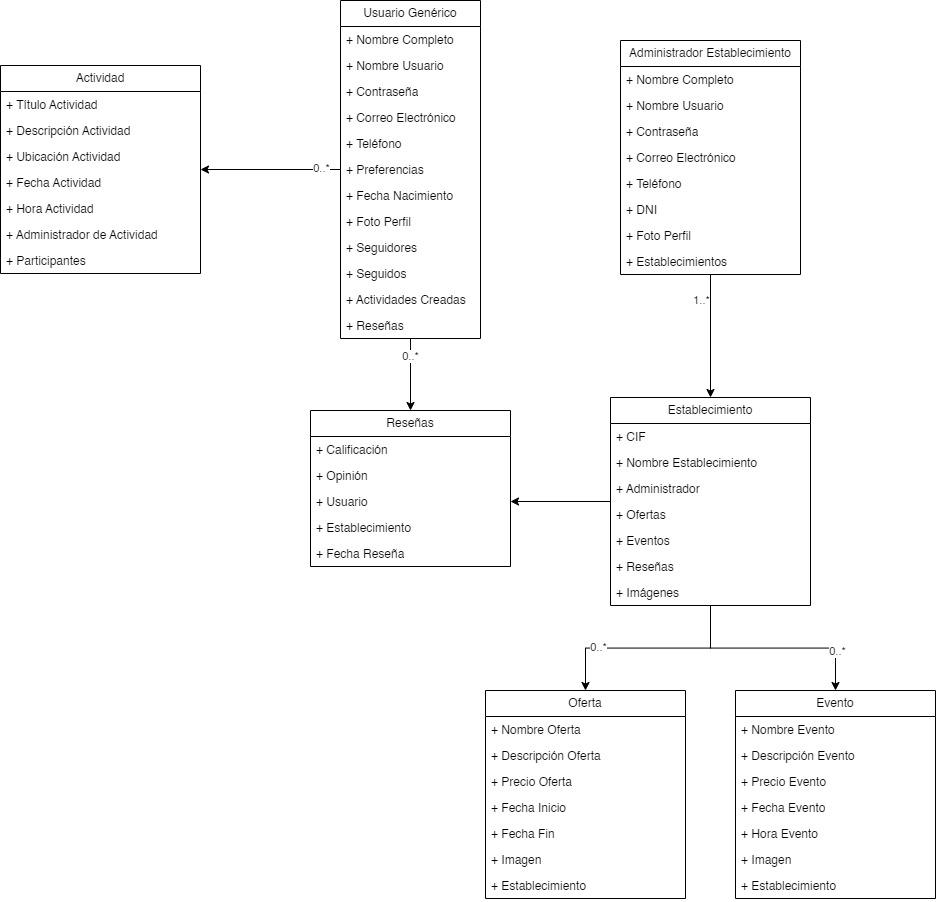 Usuario Genérico
+ Nombre Completo
+ Nombre Usuario
+ Contraseña
+ Correo Electrónico
+ Teléfono
+ Preferencias
+ Fecha Nacimiento
+ Foto Perfil
+ Seguidores
+ Seguidos
+ Actividades Creadas
+ Reseñas
Administrador Establecimiento
+ Nombre Completo
+ Nombre Usuario
+ Contraseña
+ Correo Electrónico
+ Teléfono
+ DNI
+ Foto Perfil
+ Establecimientos
Actividad
+ Título Actividad
+ Descripción Actividad
+ Ubicación Actividad
+ Fecha Actividad
+ Hora Actividad
+ Administrador de Actividad
+ Participantes
0..*
1..*
0..*
Reseñas
+ Calificación
+ Opinión
+ Usuario
+ Establecimiento
+ Fecha Reseña
Establecimiento
+ CIF
+ Nombre Establecimiento
+ Administrador
+ Ofertas
+ Eventos
+ Reseñas
+ Imágenes
0..*
0..*
Oferta
+ Nombre Oferta
+ Descripción Oferta
+ Precio Oferta
+ Fecha Inicio
+ Fecha Fin
+ Imagen
+ Establecimiento
Evento
+ Nombre Evento
+ Descripción Evento
+ Precio Evento
+ Fecha Evento
+ Hora Evento
+ Imagen
+ Establecimiento